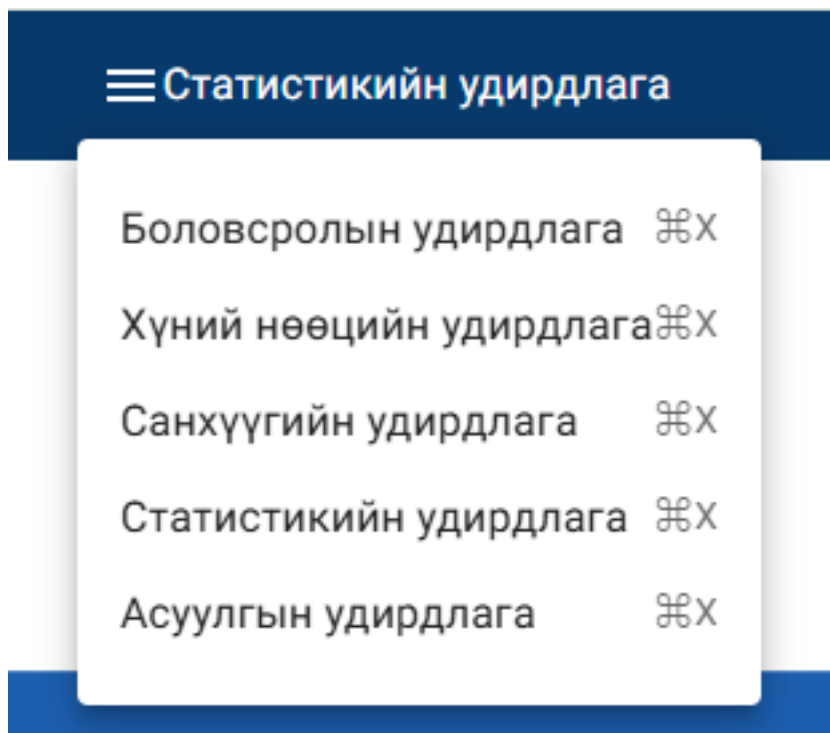 Статистикийн удирдлага
Боловсролын удирдлага ⌘X
Хүний нөөцийн удирдлага ⌘X
Санхүүгийн удирдлага ⌘X
Статистикийн удирдлага ⌘X
Асуулгын удирдлага ⌘X